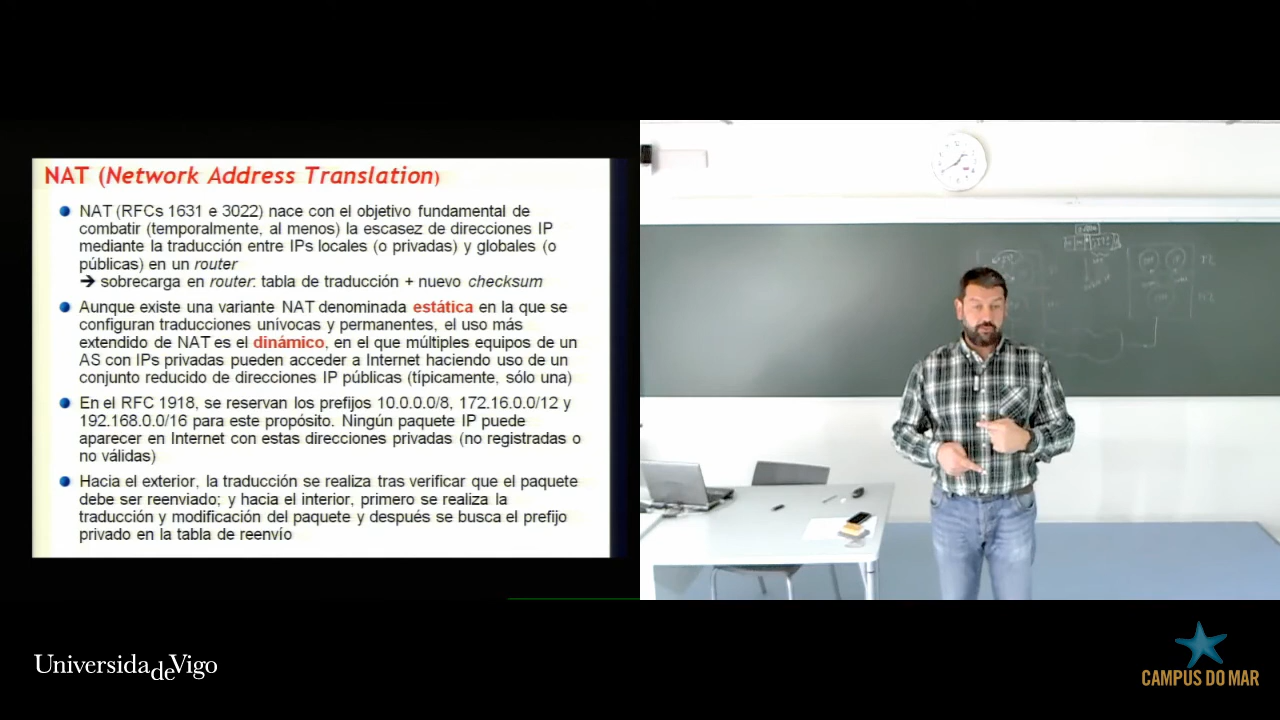 NAT (Network Address Translation)
NAT (RFCs 1631 e 3022) nace con el objetivo fundamental de
combatir (temporalmente, al menos) la escasez de direcciones IP
mediante la traducción entre IPs locales (o privadas) y globales (o
públicas) en un router
➔ sobrecarga en router: tabla de traducción + nuevo checksum
Aunque existe una variante NAT denominada estática en la que se
configuran traducciones unívocas y permanentes, el uso más
extendido de NAT es el dinámico, en el que múltiples equipos de un
AS con IPs privadas pueden acceder a Internet haciendo uso de un
conjunto reducido de direcciones IP públicas (típicamente, sólo una)
En el RFC 1918, se reservan los prefijos 10.0.0.0/8, 172.16.0.0/12 y
192.168.0.0/16 para este propósito. Ningún paquete IP puede
aparecer en Internet con estas direcciones privadas (no registradas o
no válidas)
Hacia el exterior, la traducción se realiza tras verificar que el paquete
debe ser reenviado; y hacia el interior, primero se realiza la
traducción y modificación del paquete y después se busca el prefijo
privado en la tabla de reenvío
UniversidadeVigo
CAMPUS DO MAR